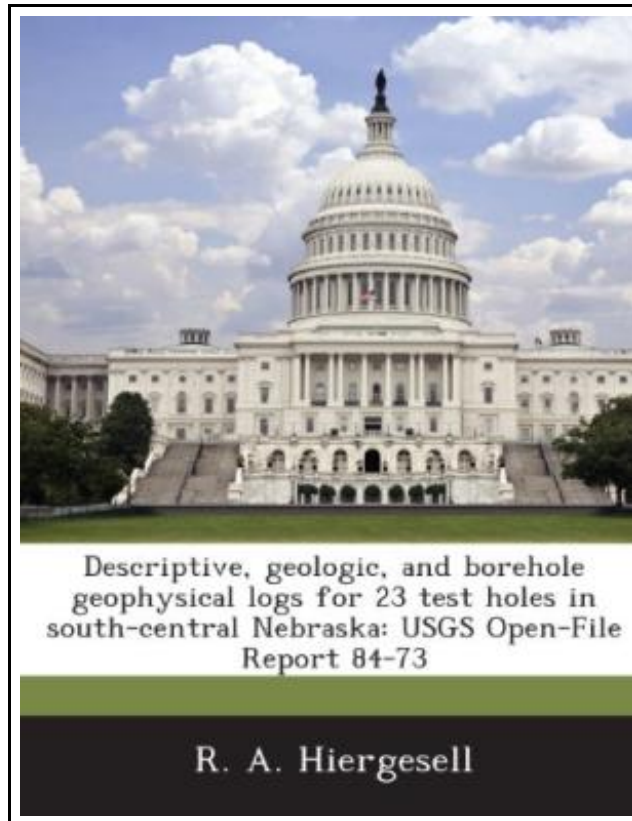 Descriptive, geologic, and borehole
geophysical logs for 23 test holes in
south-central Nebraska: USGS Open-File
Report 84-73
R. A. Hiergesell